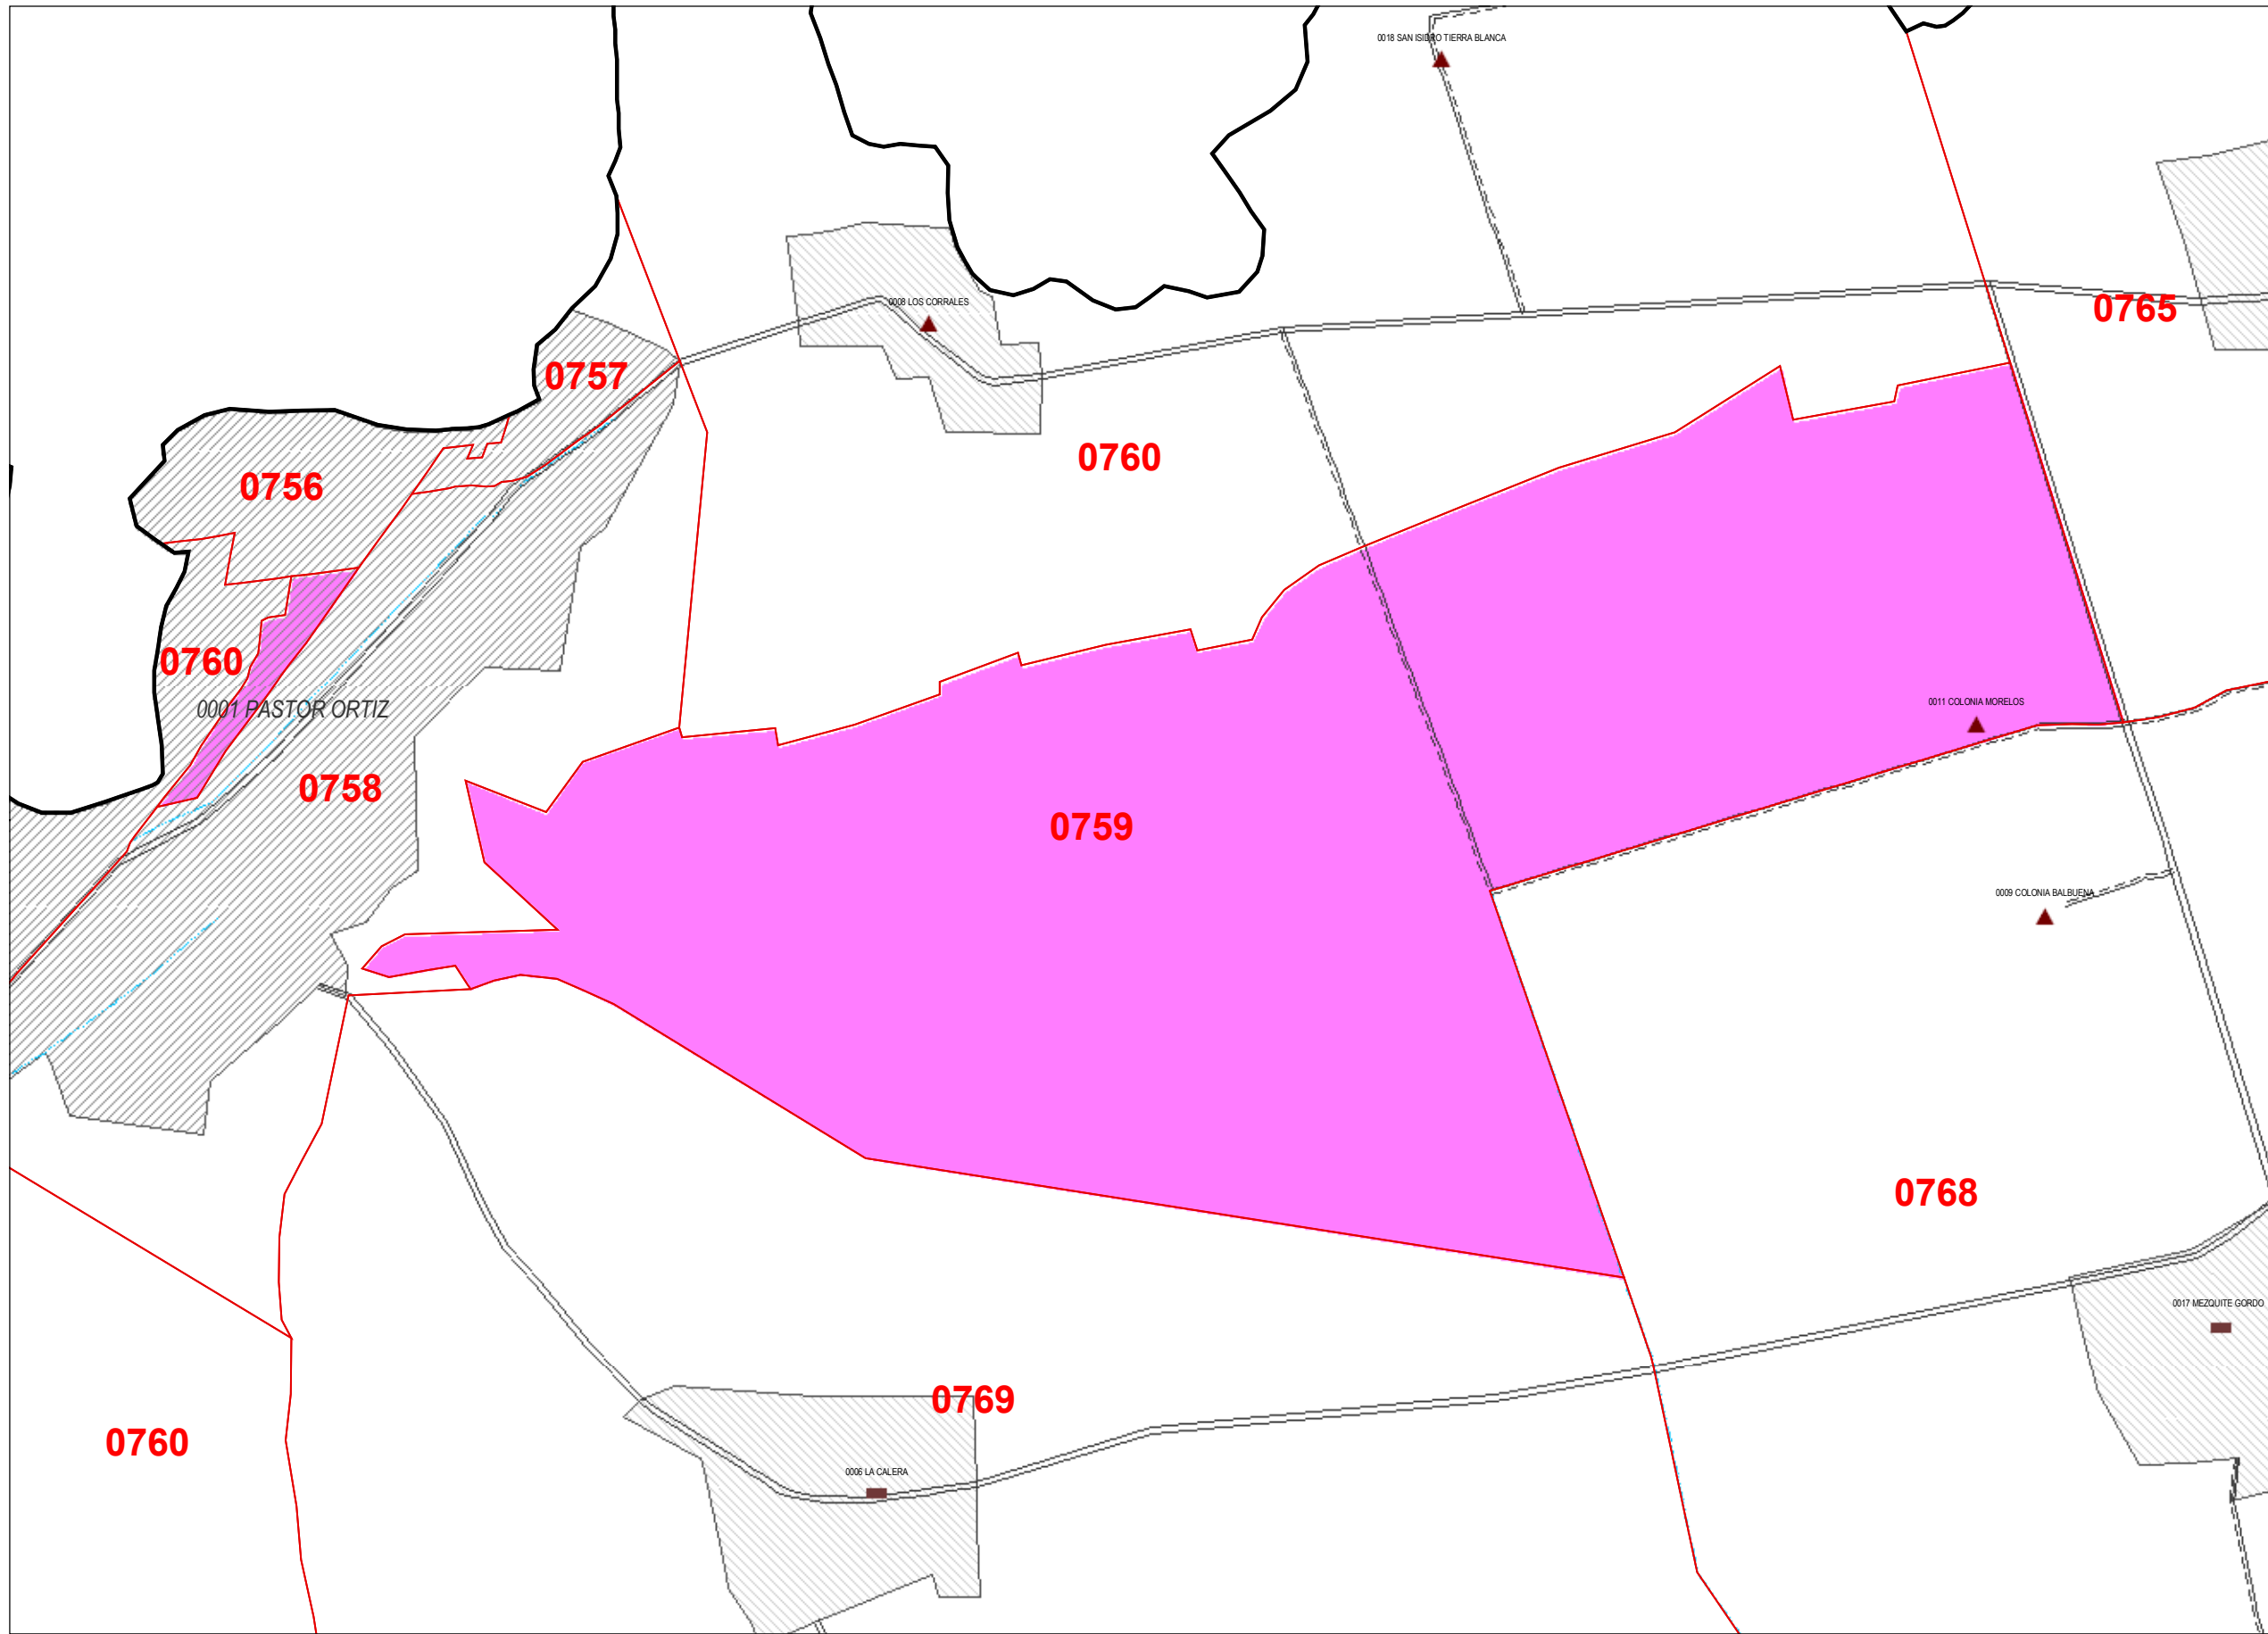 0018 SAN ISIDRO TIERRA BLANCA
0008 LOS CORRALES
0765
0757
0760
0756
0760
0001 PASTOR ORTIZ
0011 COLONIA MORELOS
0758
0759
0009 COLONIA BALBUENA
0768
0017 MEZQUITE GORDO
0769
0760
0006 LA CALERA